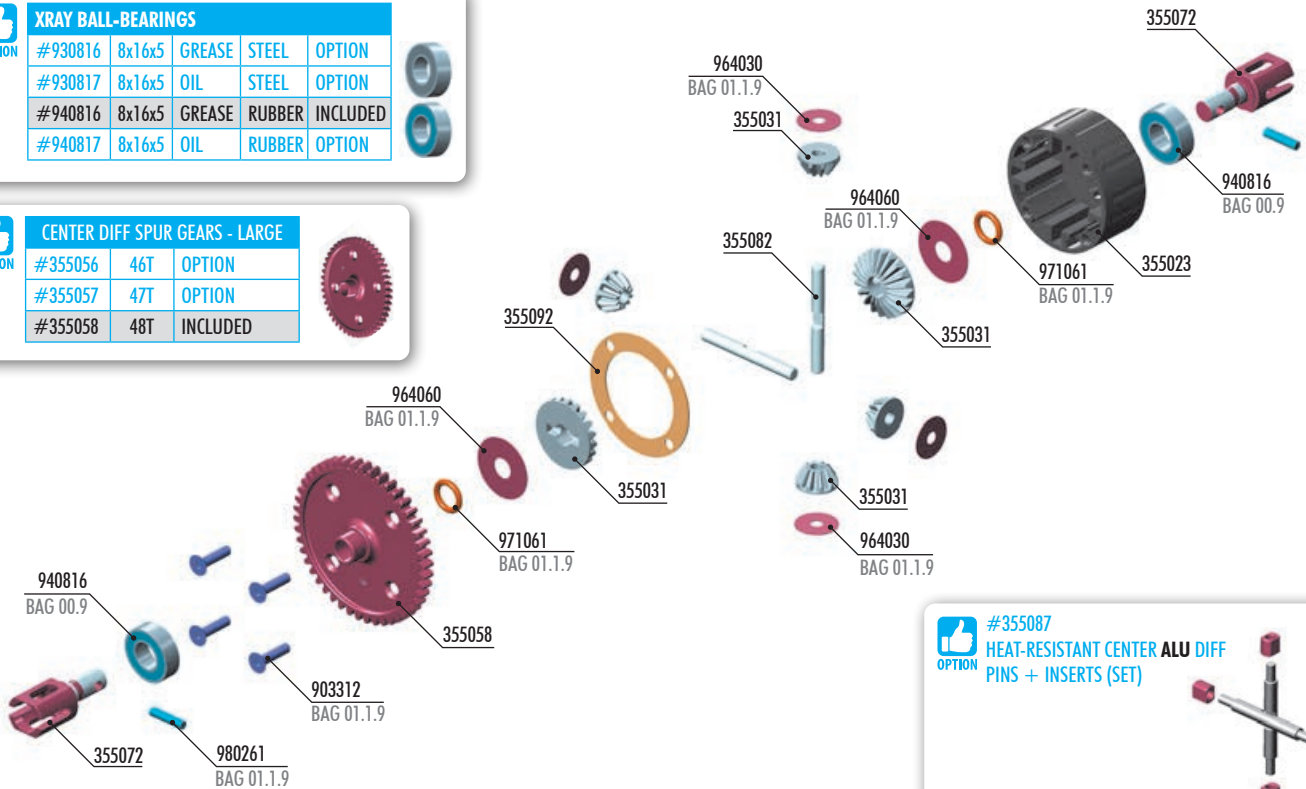 XRAY BALL-BEARINGS
#930816 8x16x5 GREASE STEEL OPTION
#930817 8x16x5 OIL STEEL OPTION
#940816 8x16x5 GREASE RUBBER INCLUDED
#940817 8x16x5 OIL RUBBER OPTION
CENTER DIFF SPUR GEARS - LARGE
#355056 46T OPTION
#355057 47T OPTION
#355058 48T INCLUDED
355072
964030
BAG 01.1.9
355031
940816
BAG 00.9
964060
BAG 01.1.9
355082
355023
971061
BAG 01.1.9
355031
355092
964060
BAG 01.1.9
355031
355031
971061
BAG 01.1.9
964030
BAG 01.1.9
940816
BAG 00.9
355058
903312
BAG 01.1.9
355072
980261
BAG 01.1.9
OPTION
#355087
HEAT-RESISTANT CENTER ALU DIFF
PINS + INSERTS (SET)